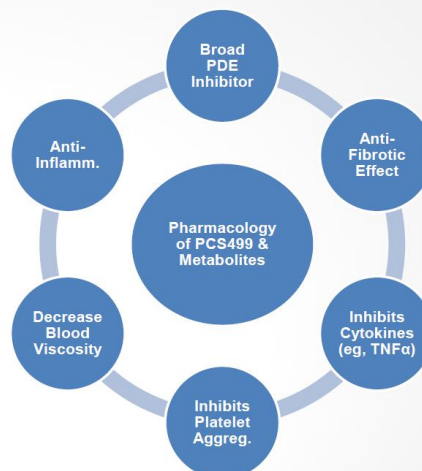 Broad
PDE
Inhibitor
Anti-
Inflamm.
Anti-
Fibrotic
Effect
Pharmacology
of PCS499 &
Metabolites
Decrease
Blood
Viscosity
Inhibits
Cytokines
(eg, TNFα)
Inhibits
Platelet
Aggreg.